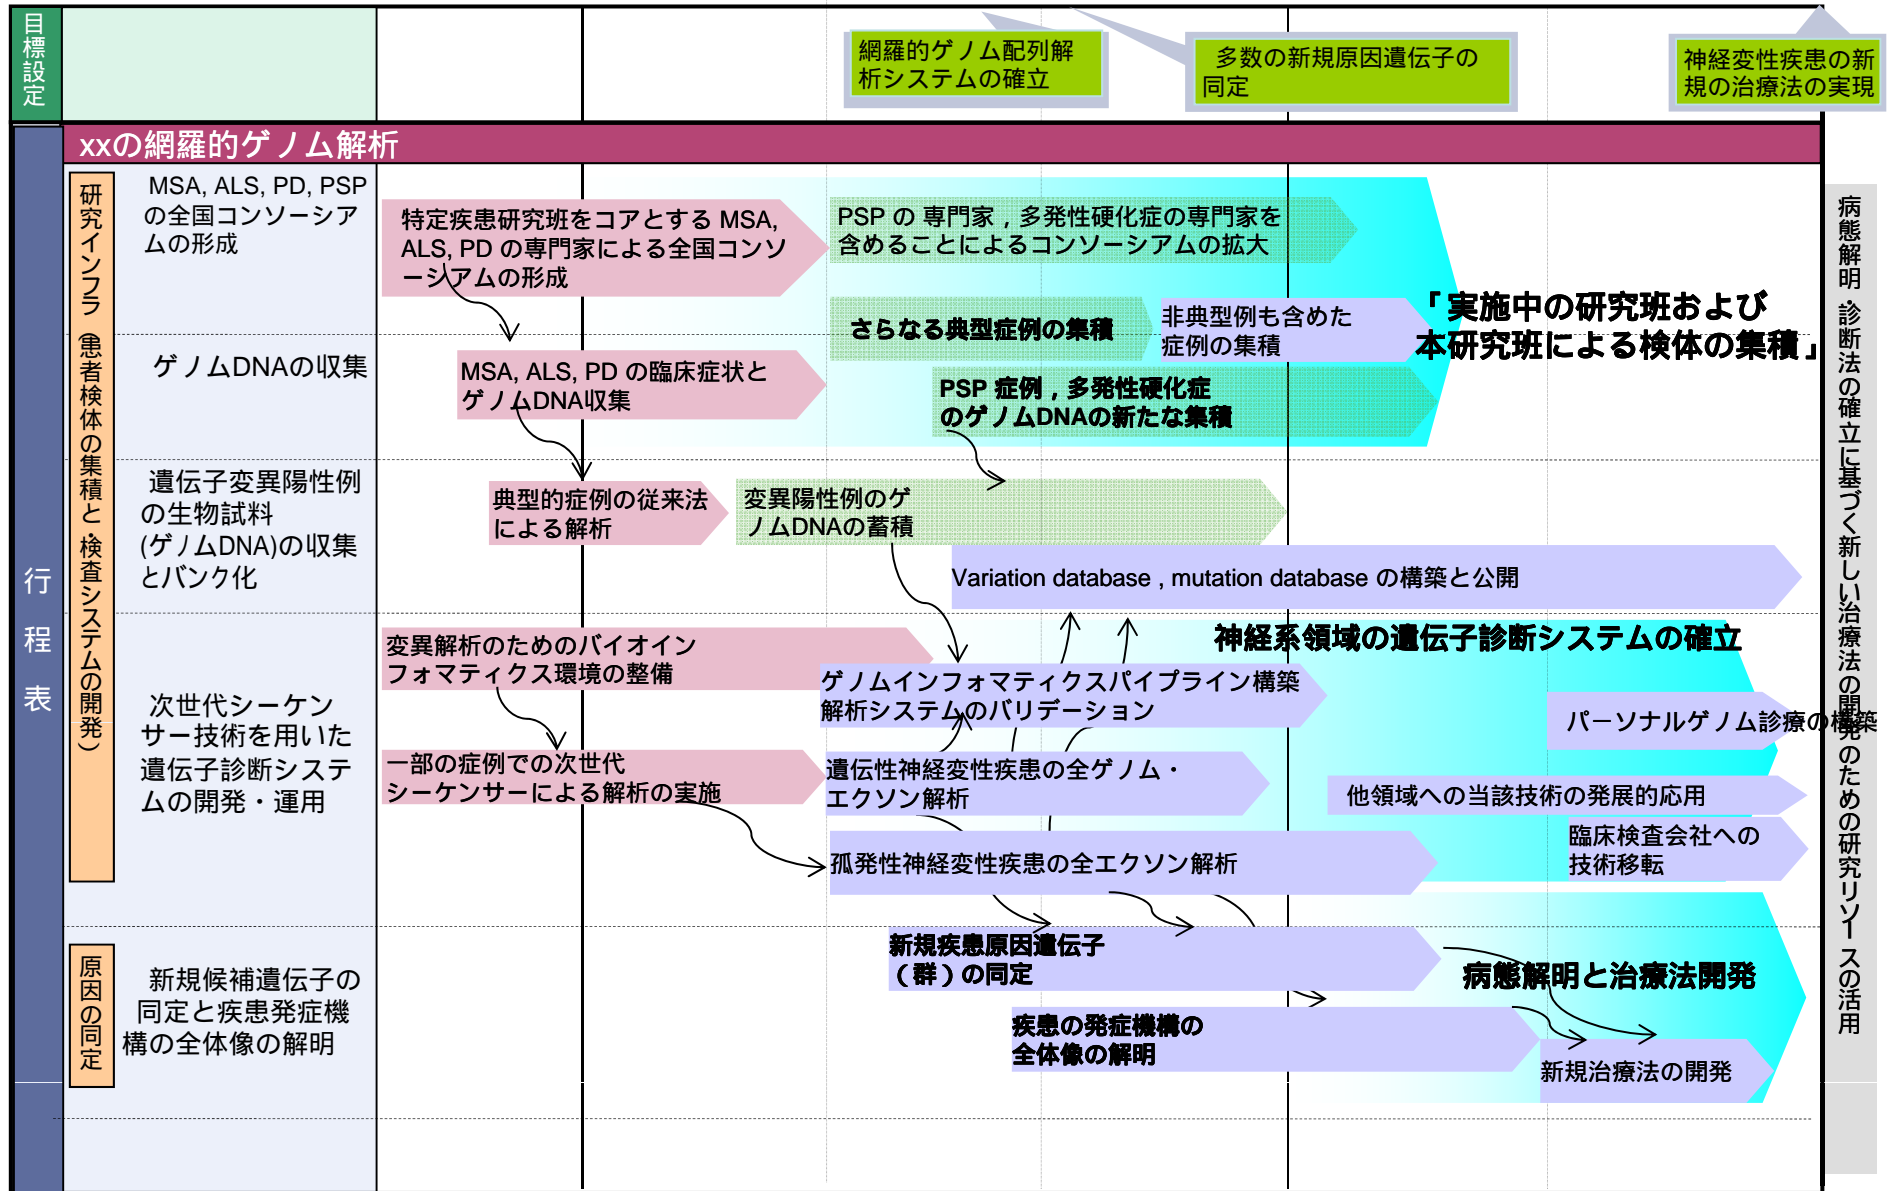 目標設定
網羅的ゲノム配列解
析システムの確立
多数の新規原因遺伝子の
同定
神経変性疾患の新
規の治療法の実現
行程表
xxの網羅的ゲノム解析
研究インフラ(患者検体の集積と検査システムの開発)
MSA, ALS, PD, PSP
の全国コンソーシア
ムの形成
特定疾患研究班をコアとする MSA,
ALS, PD の専門家による全国コンソ
ーシアムの形成
PSP の 専門家，多発性硬化症の専門家を
含めることによるコンソーシアムの拡大
さらなる典型症例の集積
非典型例も含めた
症例の集積
「実施中の研究班および
本研究班による検体の集積」
ゲノムDNAの収集
MSA, ALS, PD の臨床症状と
ゲノムDNA収集
PSP 症例，多発性硬化症
のゲノムDNAの新たな集積
遺伝子変異陽性例
の生物試料
(ゲノムDNA)の収集
とバンク化
典型的症例の従来法
による解析
変異陽性例のゲ
ノムDNAの蓄積
Variation database , mutation database の構築と公開
次世代シーケン
サー技術を用いた
遺伝子診断システ
ムの開発・運用
変異解析のためのバイオイン
フォマティクス環境の整備
神経系領域の遺伝子診断システムの確立
ゲノムインフォマティクスパイプライン構築
解析システムのバリデーション
パーソナルゲノム診療の構築
一部の症例での次世代
シーケンサーによる解析の実施
遺伝性神経変性疾患の全ゲノム・
エクソン解析
他領域への当該技術の発展的応用
孤発性神経変性疾患の全エクソン解析
臨床検査会社への
技術移転
原因の同定
新規候補遺伝子の
同定と疾患発症機
構の全体像の解明
新規疾患原因遺伝子
（群）の同定
病態解明と治療法開発
疾患の発症機構の
全体像の解明
新規治療法の開発
病態解明・診断法の確立に基づく新しい治療法の開発のための研究リソースの活用